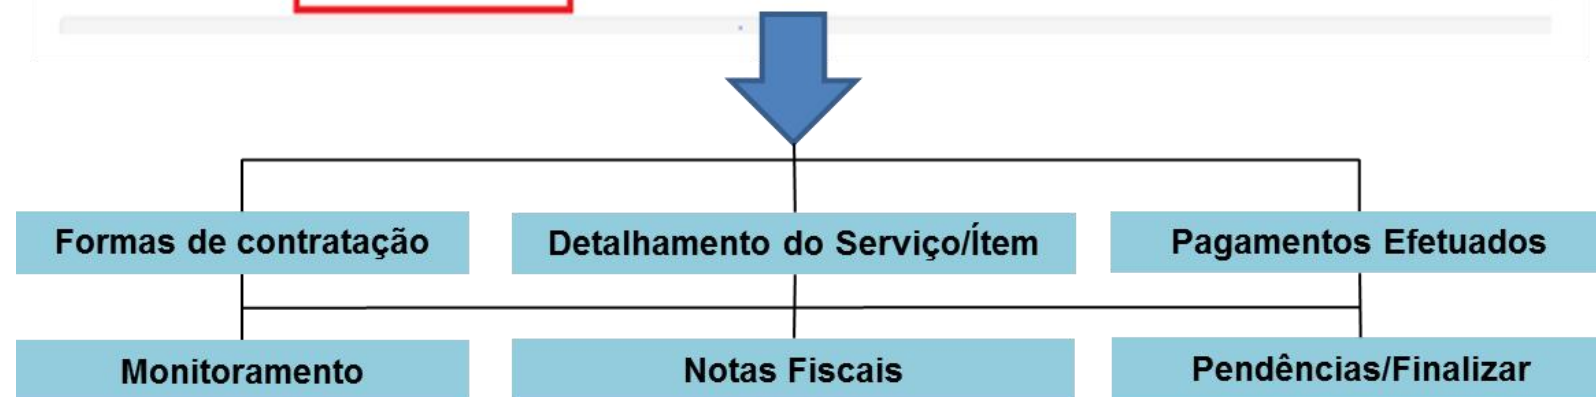 Formas de contratação
Detalhamento do Serviço/Ítem
Pagamentos Efetuados
Monitoramento
Notas Fiscais
Pendências/Finalizar